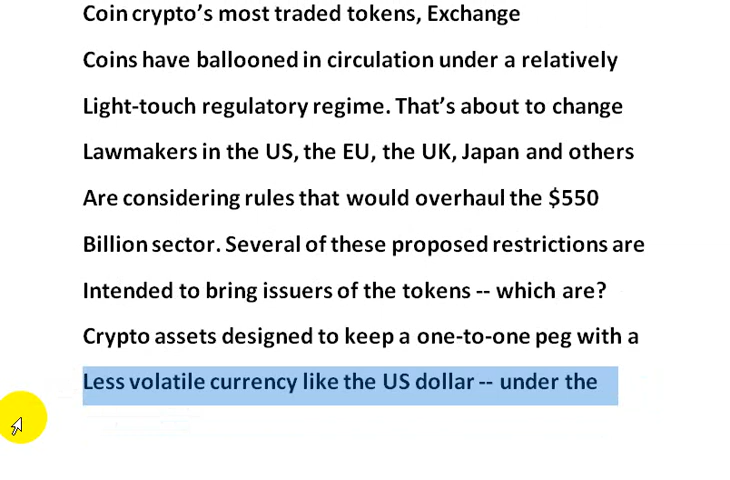 Coin crypto’s most traded tokens, Exchange
Coins have ballooned in circulation under a relatively
Light-touch regulatory regime. That’s about to change
Lawmakers in the US, the EU, the UK, Japan and others
Are considering rules that would overhaul the $550
Billion sector. Several of these proposed restrictions are
Intended to bring issuers of the tokens -- which are?
Crypto assets designed to keep a one-to-one peg with a
Less volatile currency like the US dollar -- under the